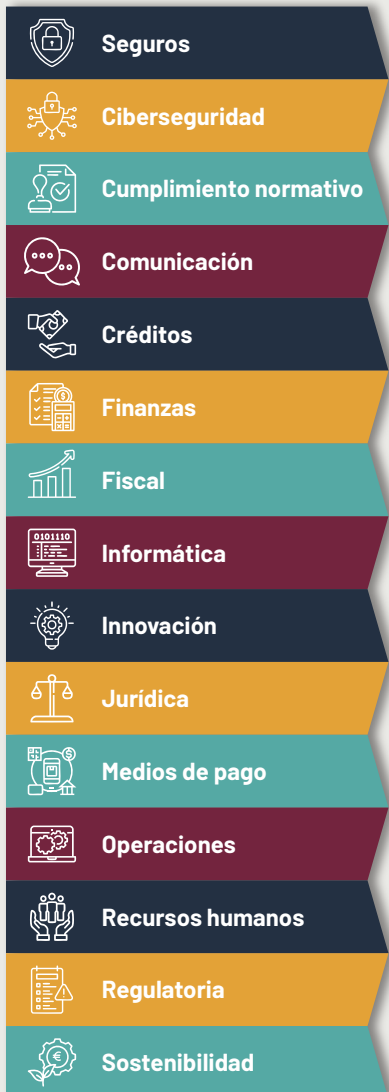 Seguros
Ciberseguridad
Cumplimiento normativo
Comunicación
Créditos
Finanzas
Fiscal
0101110
Informática
Innovación
Jurídica
Medios de pago
Operaciones
Recursos humanos
Regulatoria
Sostenibilidad